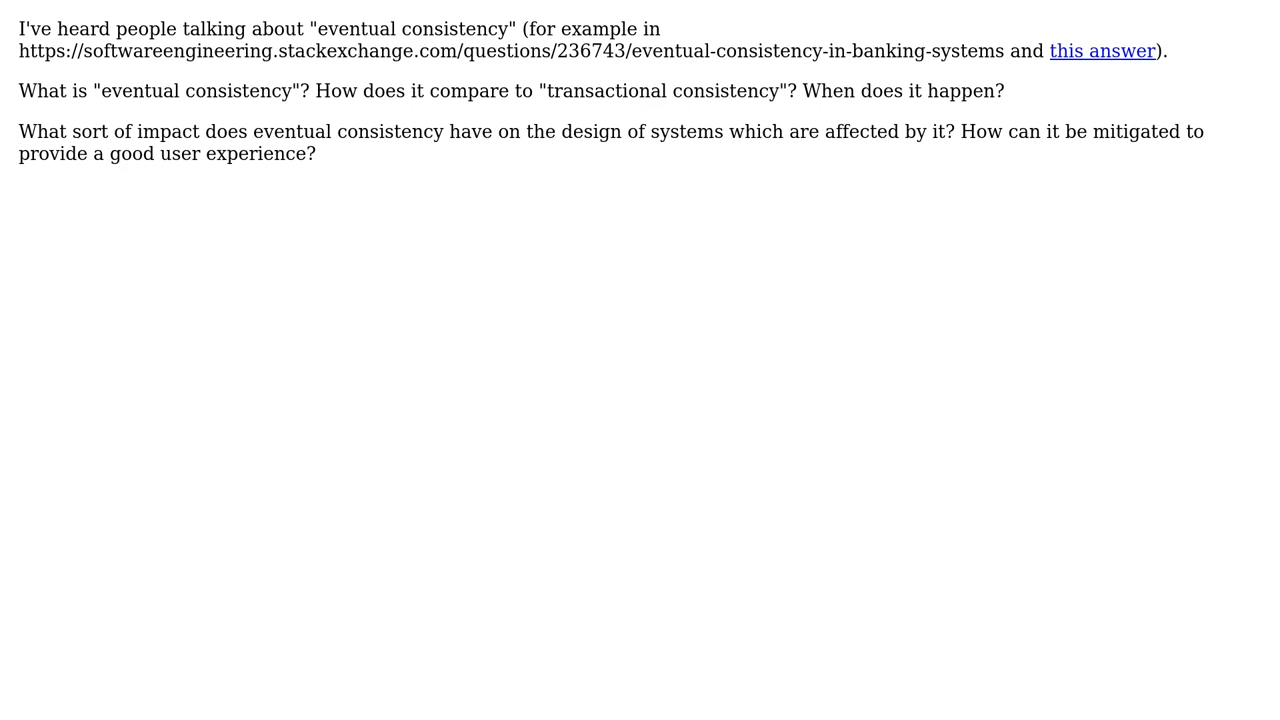 I've heard people talking about "eventual consistency" (for example in
https://softwareengineering.stackexchange.com/questions/236743/eventual-consistency-in-banking-systems and this answer).
What is "eventual consistency"? How does it compare to "transactional consistency"? When does it happen?
What sort of impact does eventual consistency have on the design of systems which are affected by it? How can it be mitigated to
provide a good user experience?